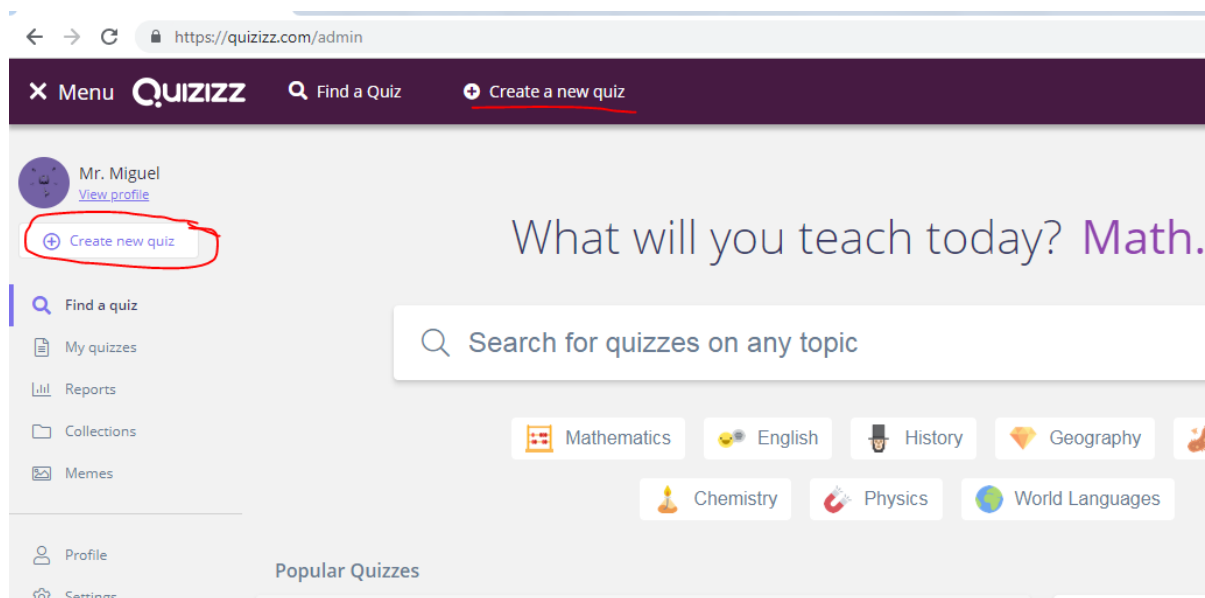 https://quizizz.com/admin
Menu QUIZIZZ Find a Quiz Create a new quiz
Mr. Miguel
View profile
Create new quiz
What will you teach today? Math.
Find a quiz
My quizzes
Search for quizzes on any topic
Reports
Collections
Memes
Mathematics English History Geography
Chemistry Physics World Languages
Profile
Popular Quizzes
Settings